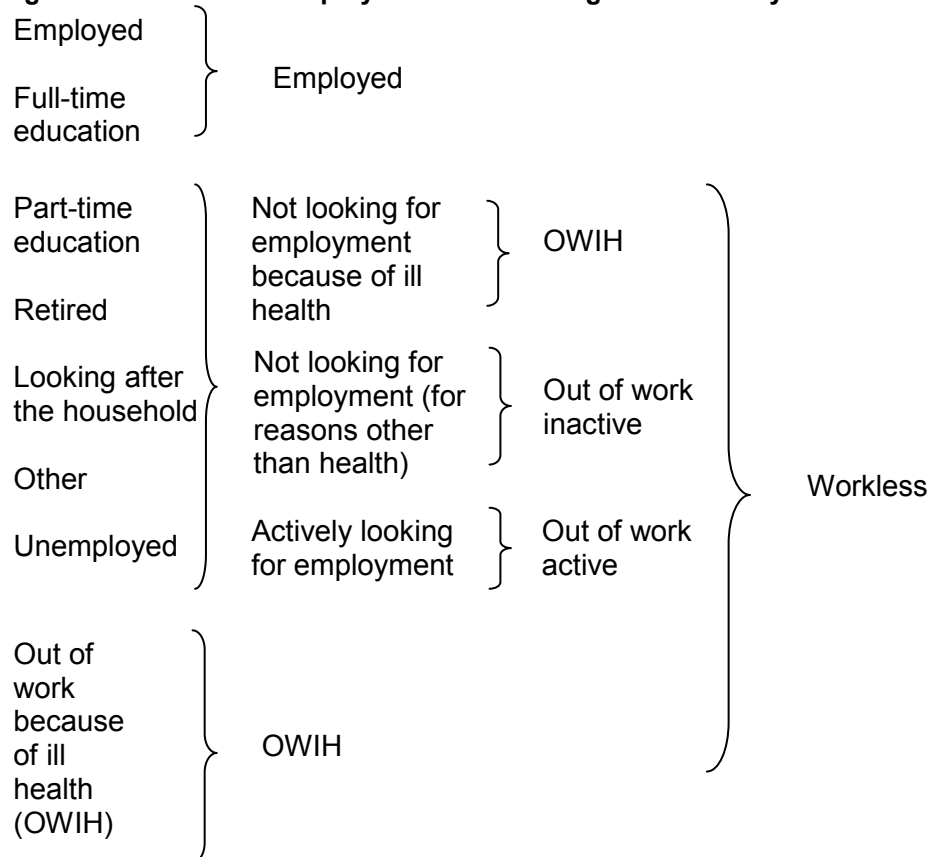 Employed
Full-time
education
Employed
Part-time
education
Retired
Looking after
the household
Other
Unemployed
Not looking for
employment
because of ill
health
OWIH
Not looking for
employment (for
reasons other
than health)
Out of work
inactive
Actively looking
for employment
Out of work
active
Workless
Out of
work
because
of ill
health
(OWIH)
OWIH